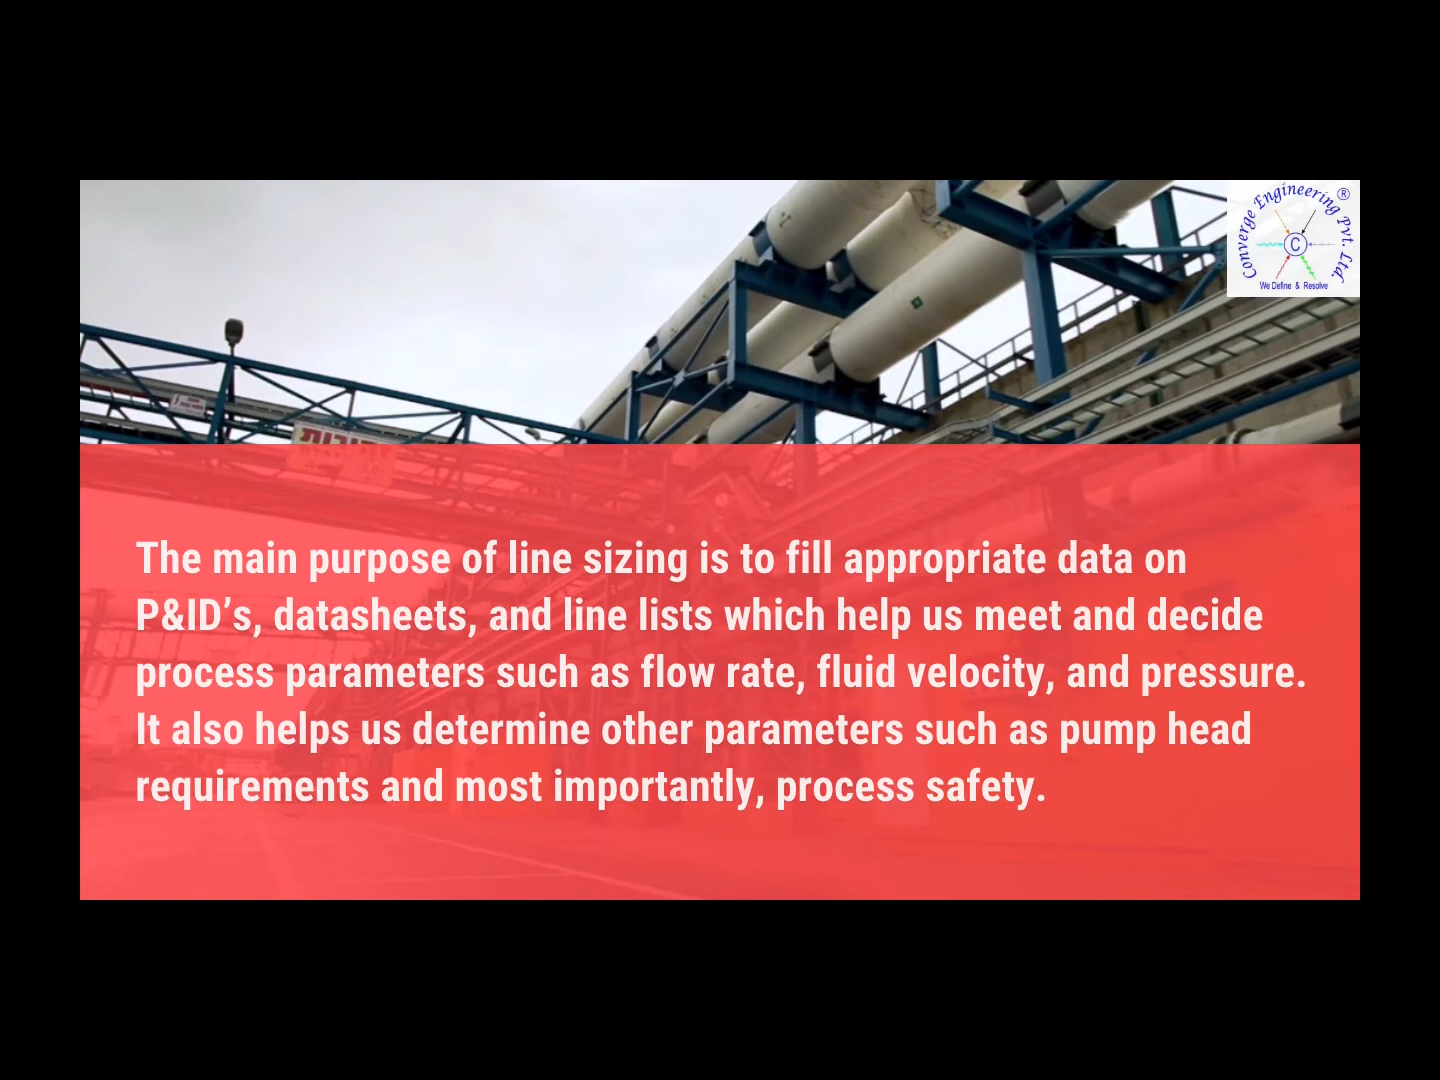 Converge Engineering Pvt. Ltd. ®
C
We Define & Resolve
The main purpose of line sizing is to fill appropriate data on
P&ID’s, datasheets, and line lists which help us meet and decide
process parameters such as flow rate, fluid velocity, and pressure.
It also helps us determine other parameters such as pump head
requirements and most importantly, process safety.